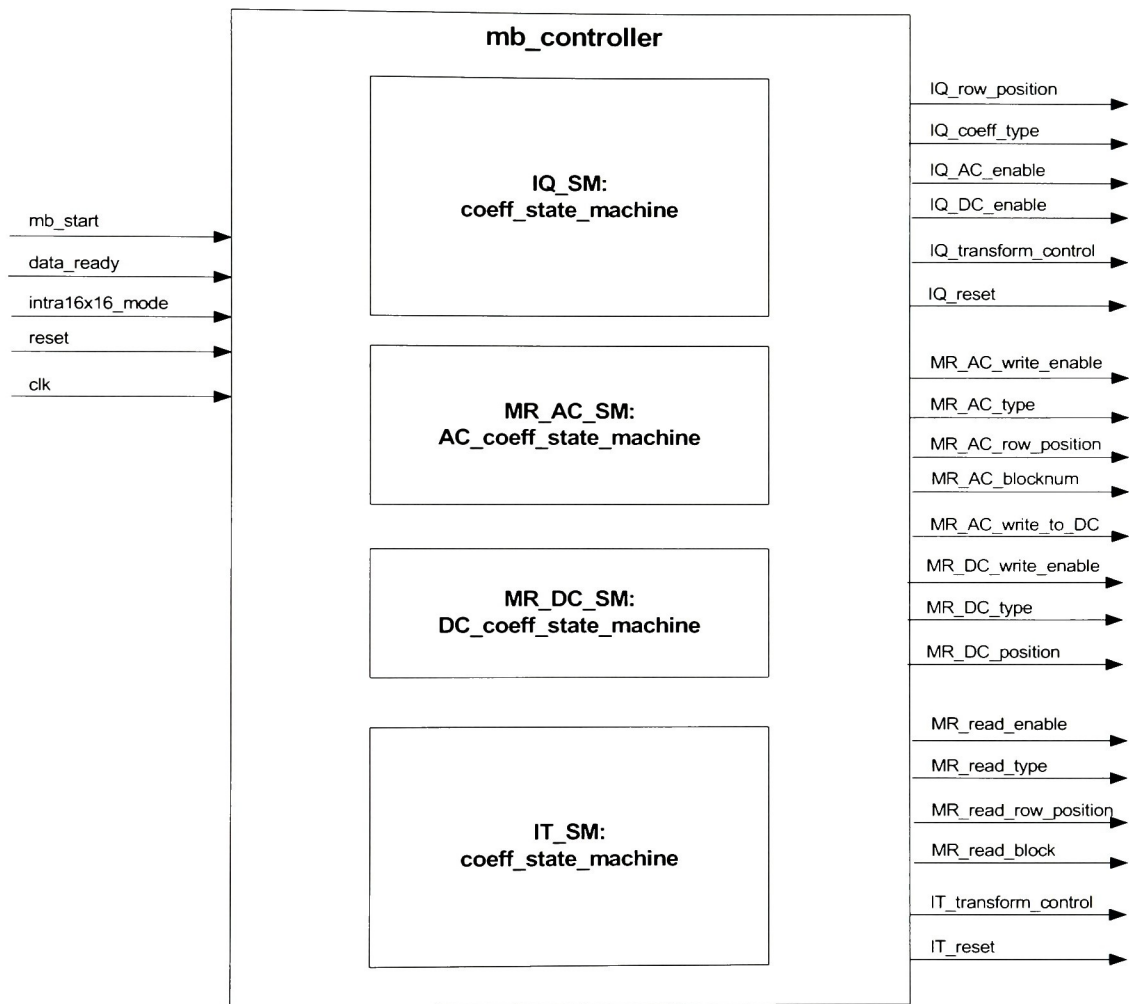 mb_controller
IQ_SM:
coeff_state_machine
MR_AC_SM:
AC_coeff_state_machine
MR_DC_SM:
DC_coeff_state_machine
IT_SM:
coeff_state_machine
mb_start
data_ready
intra16x16_mode
reset
clk
IQ_row_position
IQ_coeff_type
IQ_AC_enable
IQ_DC_enable
IQ_transform_control
IQ_reset
MR_AC_write_enable
MR_AC_type
MR_AC_row_position
MR_AC_blocknum
MR_AC_write_to_DC
MR_DC_write_enable
MR_DC_type
MR_DC_position
MR_read_enable
MR_read_type
MR_read_row_position
MR_read_block
IT_transform_control
IT_reset